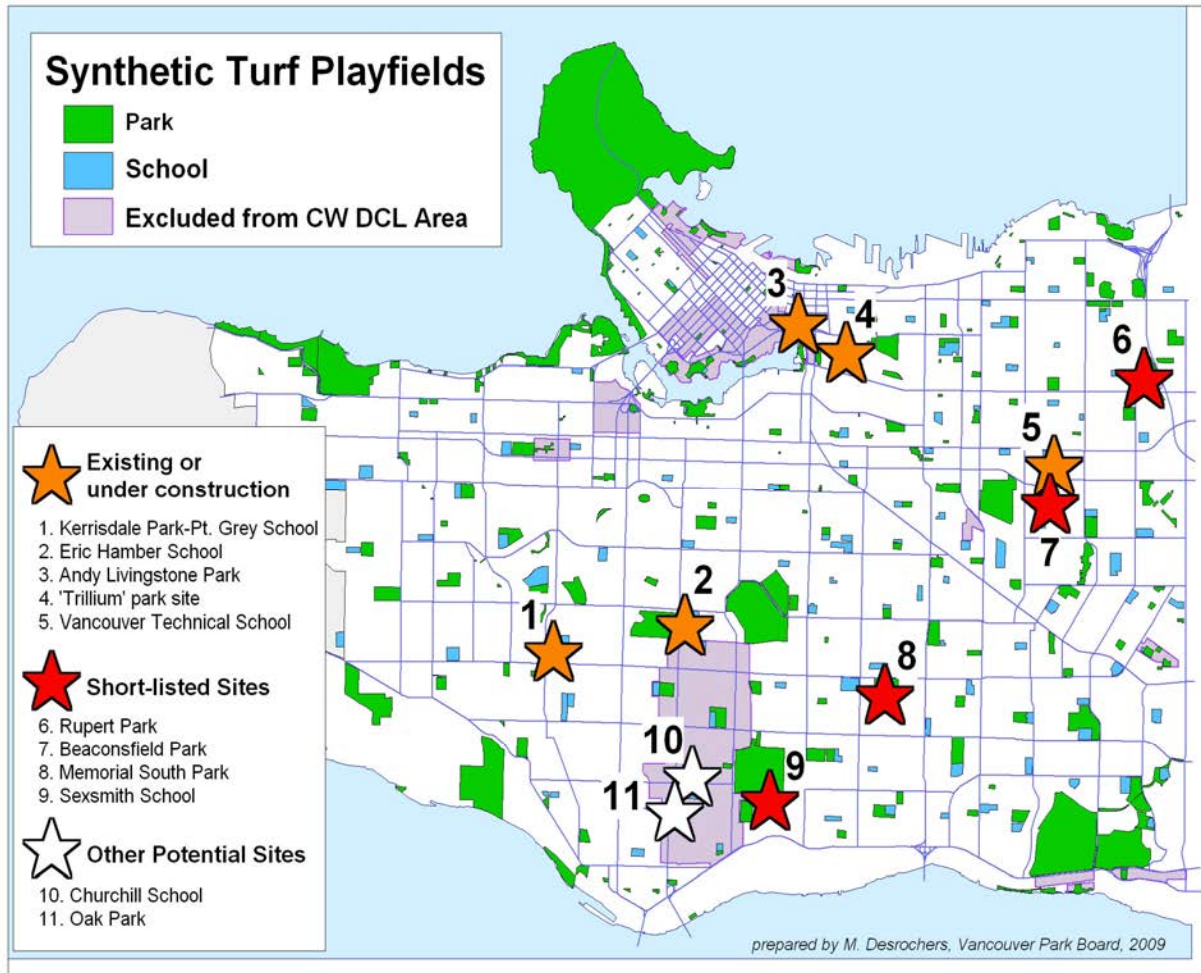 Synthetic Turf Playfields
Park
School
Excluded from CW DCL Area
3
4
6
5
7
2
1
8
10
9
11
Existing or
under construction
1. Kerrisdale Park-Pt. Grey School
2. Eric Hamber School
3. Andy Livingstone Park
4. 'Trillium' park site
5. Vancouver Technical School
Short-listed Sites
6. Rupert Park
7. Beaconsfield Park
8. Memorial South Park
9. Sexsmith School
Other Potential Sites
10. Churchill School
11. Oak Park
prepared by M. Desrochers, Vancouver Park Board, 2009